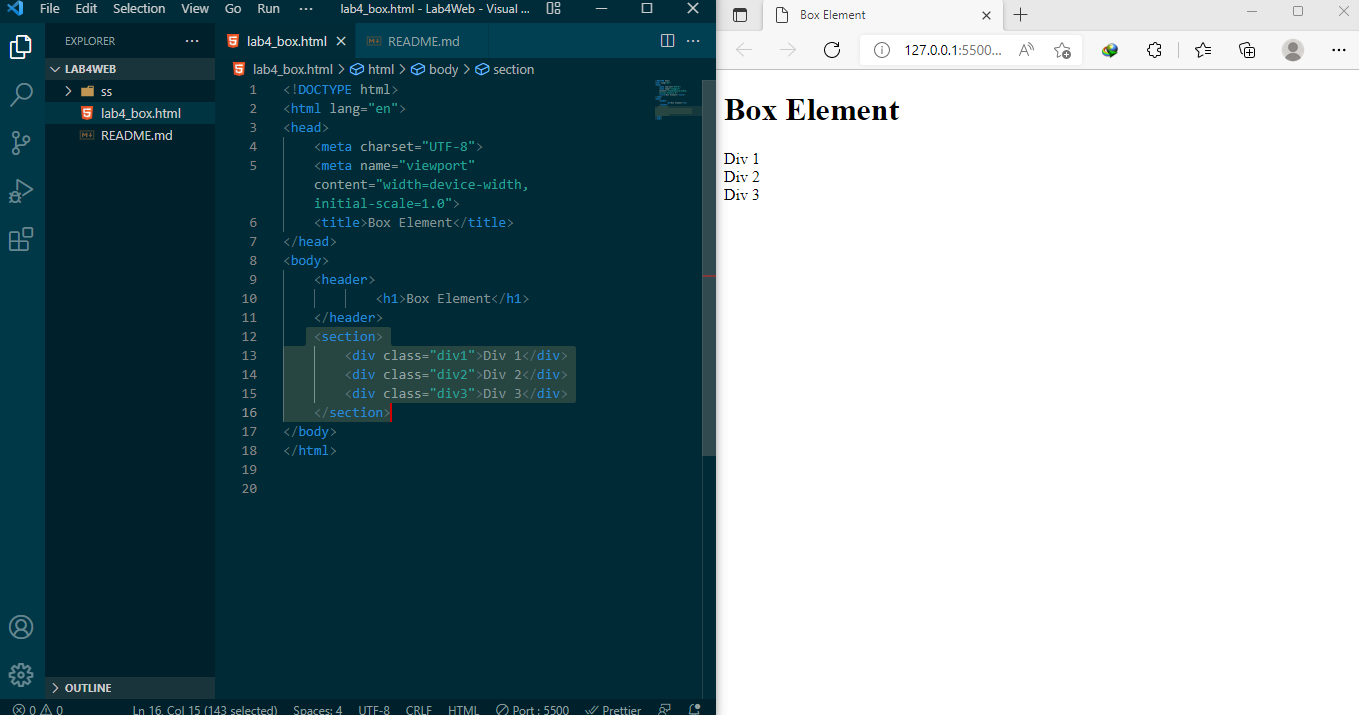 File Edit Selection View Go Run ··· lab4_box.html - Lab4Web - Visual ...
EXPLORER ···
LAB4WEB
ss
lab4_box.html
README.md
OUTLINE
lab4_box.html README.md ···
lab4_box.html > html > body > section
1 <!DOCTYPE html>
2 <html lang="en">
3 <head>
4 <meta charset="UTF-8">
5 <meta name="viewport"
content="width=device-width,
initial-scale=1.0">
6 <title>Box Element</title>
7 </head>
8 <body>
9 <header>
10 <h1>Box Element</h1>
11 </header>
12 <section>
13 <div class="div1">Div 1</div>
14 <div class="div2">Div 2</div>
15 <div class="div3">Div 3</div>
16 </section>
17 </body>
18 </html>
19
20
0 0 Ln 16, Col 15 (143 selected) Spaces: 4 UTF-8 CRLF HTML Port : 5500 Prettier
Box Element
127.0.0.1:5500...
Box Element
Div 1
Div 2
Div 3